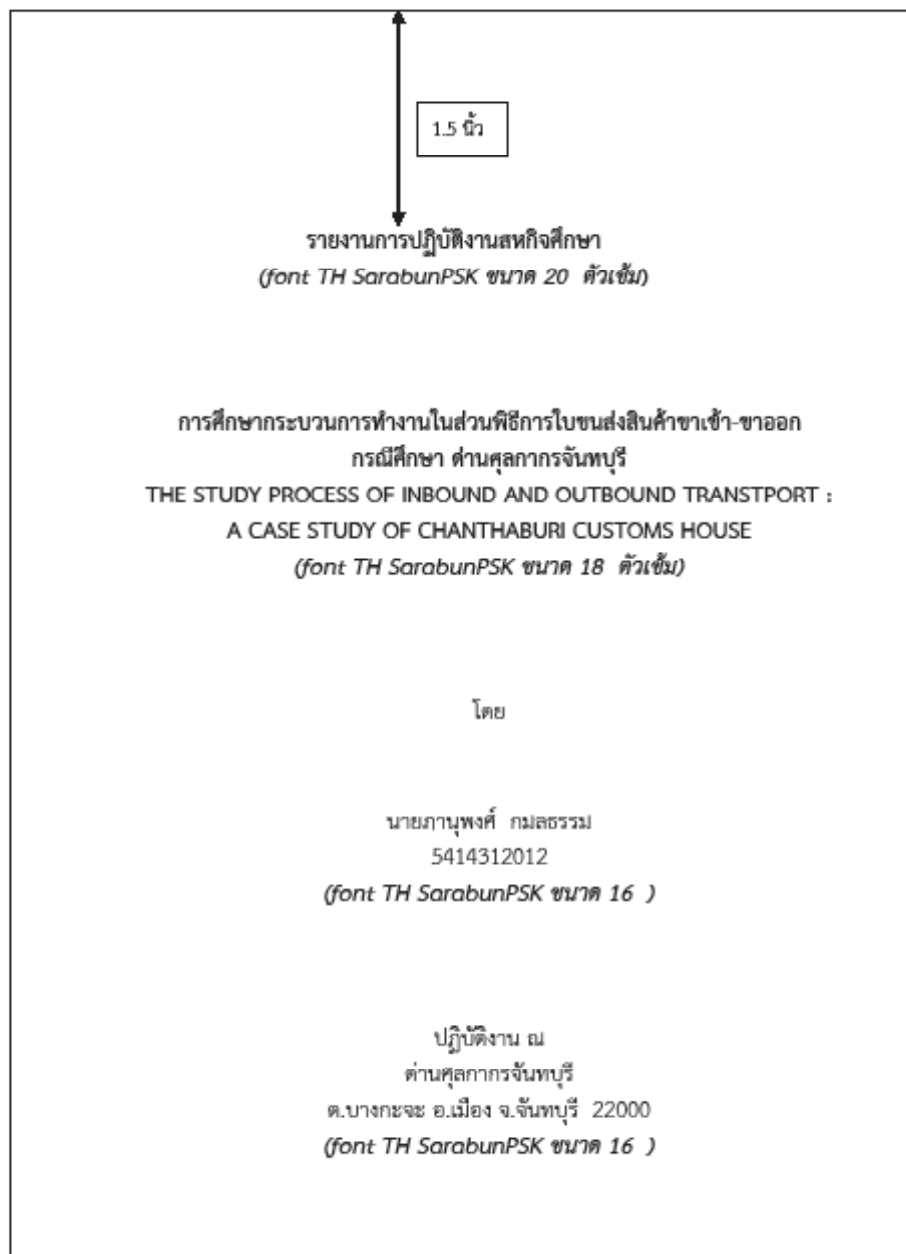 1.5 นิ้ว
รายงานการปฏิบัติงานสหกิจศึกษา
(font TH SarabunPSK ขนาด 20 ตัวเข้ม)
การศึกษากระบวนการทำงานในส่วนพิธีการใบขนส่งสินค้าขาเข้า-ขาออก
กรณีศึกษา ด่านศุลกากรจันทบุรี
THE STUDY PROCESS OF INBOUND AND OUTBOUND TRANSTPORT :
A CASE STUDY OF CHANTHABURI CUSTOMS HOUSE
(font TH SarabunPSK ขนาด 18 ตัวเข้ม)
โดย
นายภานุพงศ์ กมลธรรม
5414312012
(font TH SarabunPSK ขนาด 16 )
ปฏิบัติงาน ณ
ด่านศุลกากรจันทบุรี
ต.บางกะจะ อ.เมือง จ.จันทบุรี 22000
(font TH SarabunPSK ขนาด 16 )